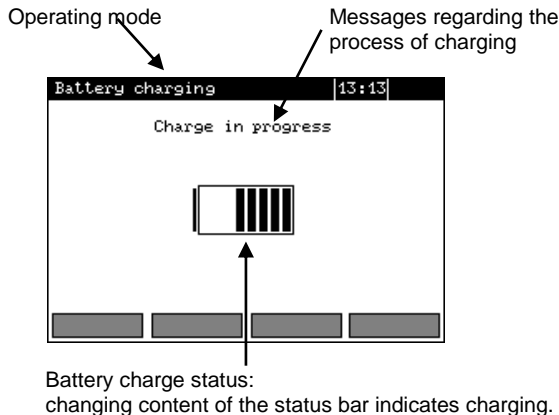 Operating mode
Messages regarding the
process of charging
Battery charging
13:13
Charge in progress
Battery charge status:
changing content of the status bar indicates charging.